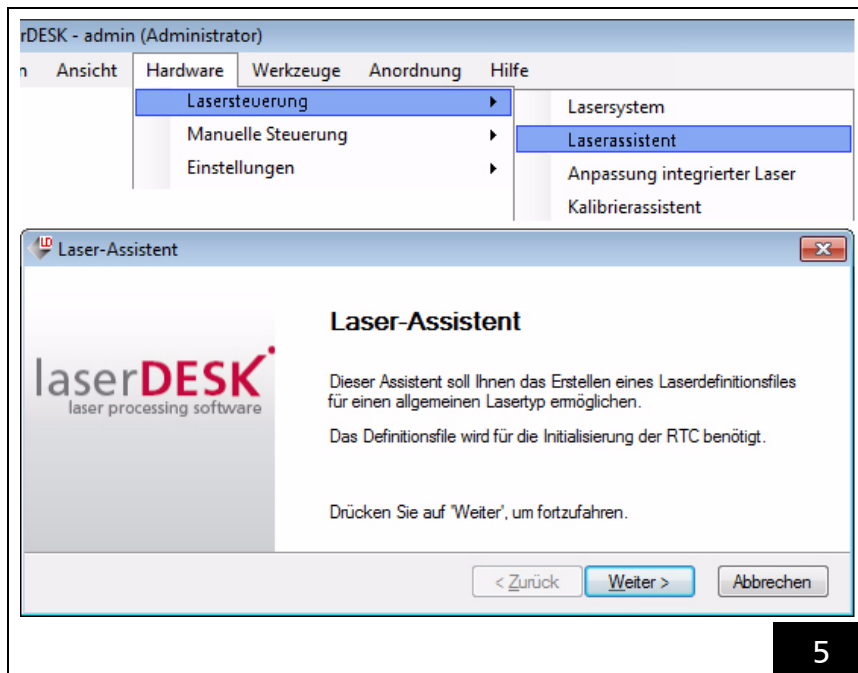 rDESK - admin (Administrator)
n Ansicht Hardware Werkzeuge Anordnung Hilfe
Lasersteuerung
Manuelle Steuerung
Einstellungen
Lasersystem
Laserassistent
Anpassung integrierter Laser
Kalibrierassistent
LD Laser-Assistent
laserDESK
laser processing software
Laser-Assistent
Dieser Assistent soll Ihnen das Erstellen eines Laserdefinitionsfiles
für einen allgemeinen Lasertyp ermöglichen.
Das Definitionsfile wird für die Initialisierung der RTC benötigt.
Drücken Sie auf 'Weiter', um fortzufahren.
< Zurück Weiter > Abbrechen
5